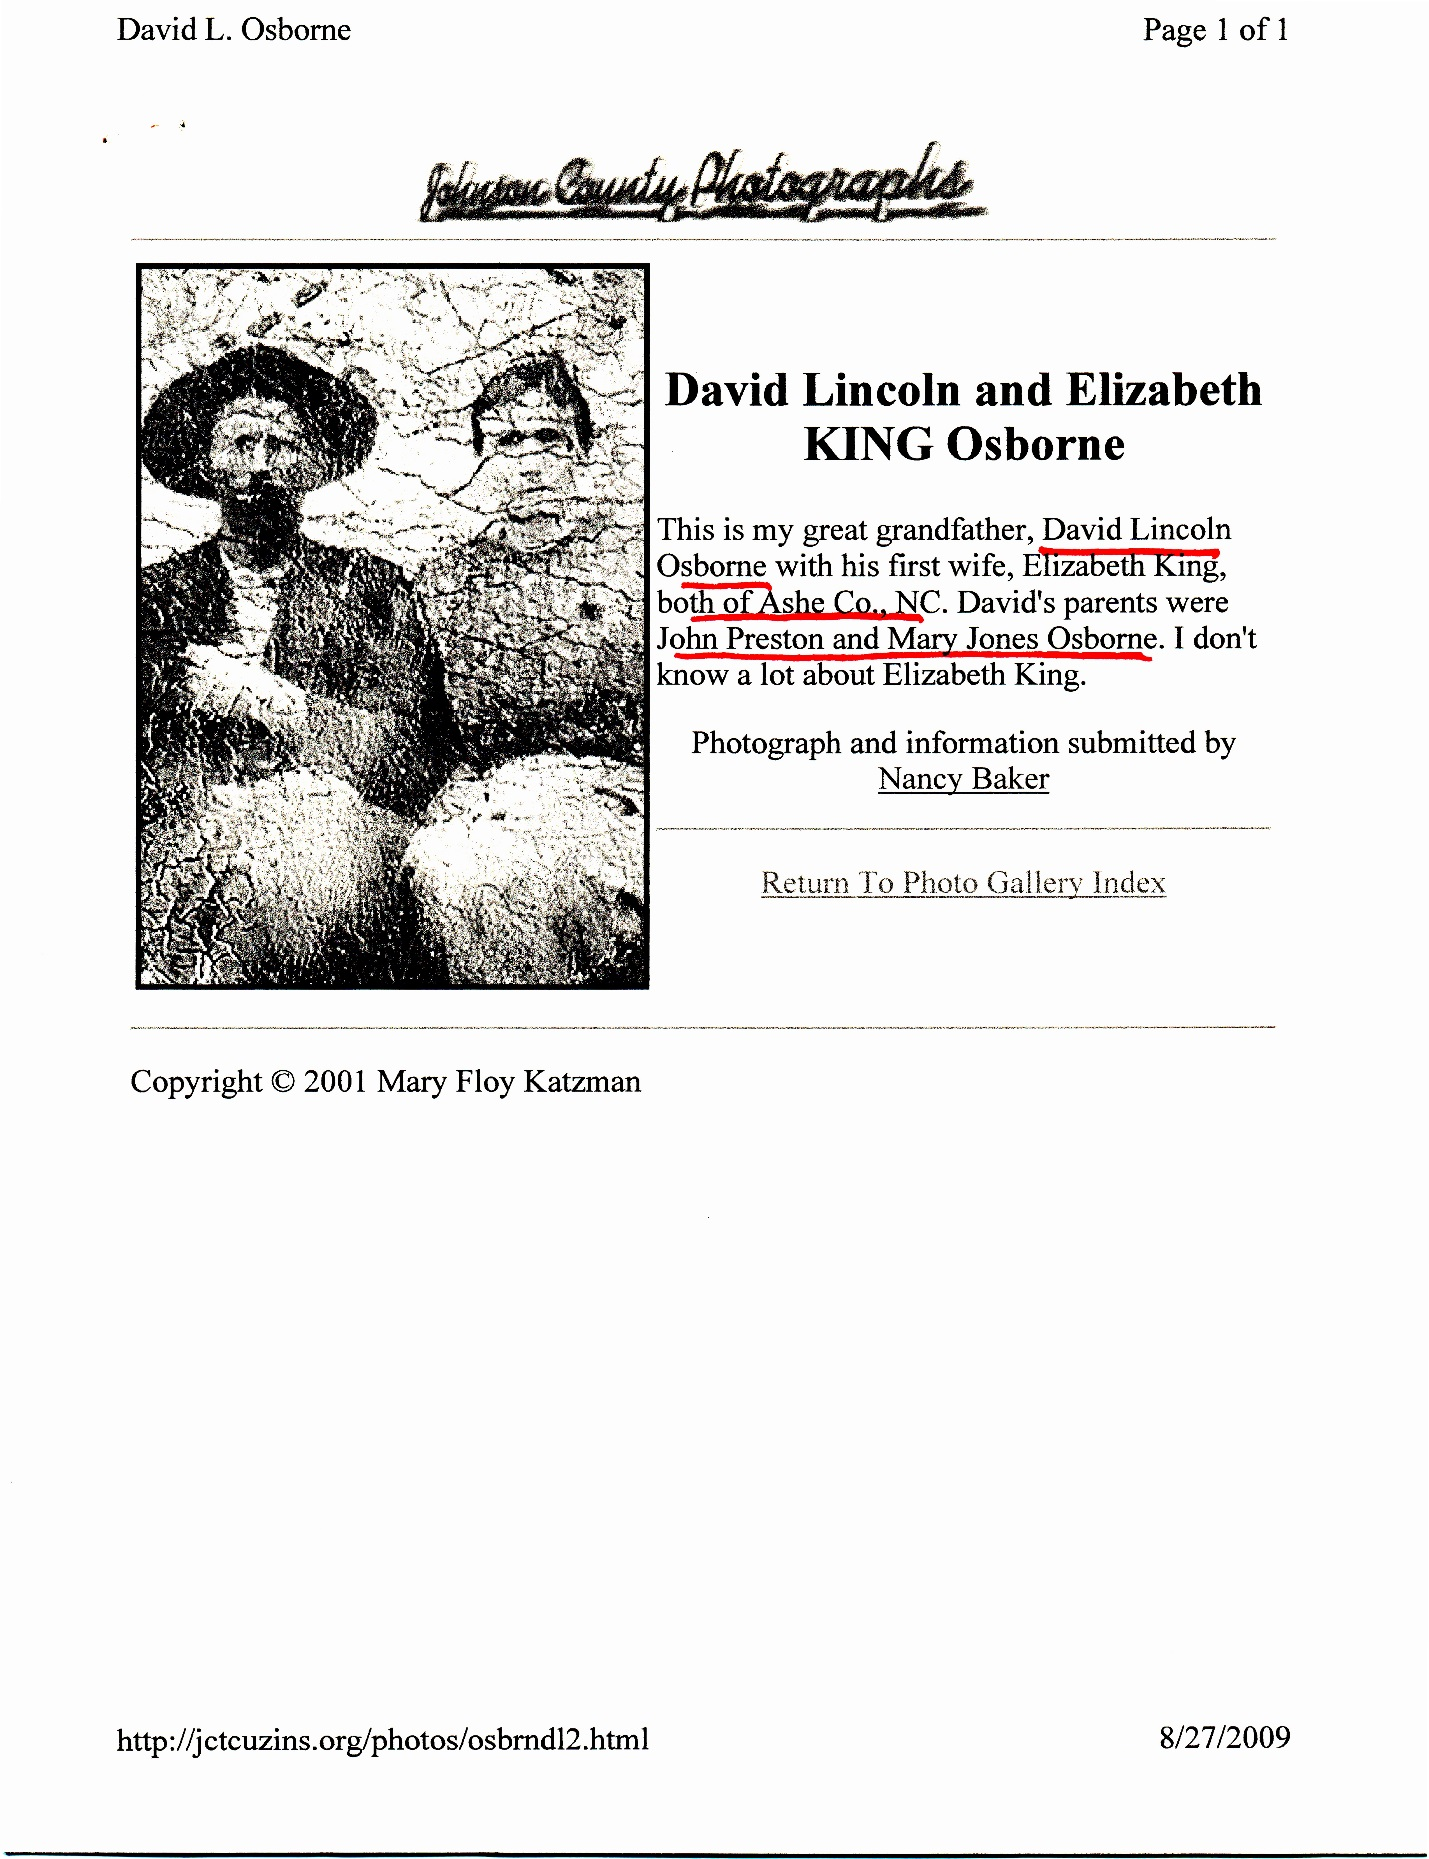 David L. Osborne
Page 1 of 1
Johnson County Photographs
David Lincoln and Elizabeth
KING Osborne
This is my great grandfather, David Lincoln
Osborne with his first wife, Elizabeth King,
both of Ashe Co., NC. David's parents were
John Preston and Mary Jones Osborne. I don't
know a lot about Elizabeth King.
Photograph and information submitted by
Nancy Baker
Return To Photo Gallery Index
Copyright © 2001 Mary Floy Katzman
http://jctcuzins.org/photos/osbrndl2.html
8/27/2009